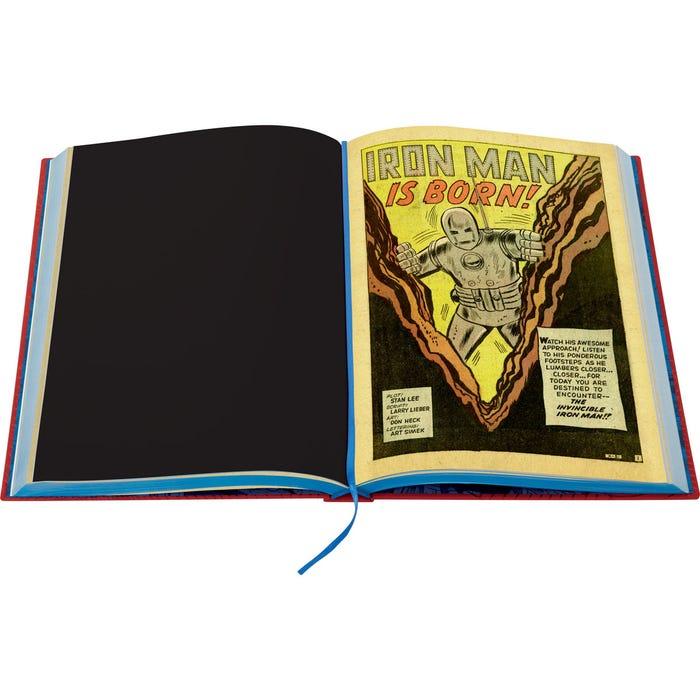 IRON MAN
IS BORN!
WATCH HIS AWESOME
APPROACH! LISTEN
TO HIS PONDEROUS
FOOTSTEPS AS HE
LUMBERS CLOSER...
CLOSER... FOR
TODAY YOU ARE
DESTINED TO
ENCOUNTER--
THE
INVINCIBLE
IRON MAN!!
PLOT:
STAN LEE
SCRIPT:
LARRY LIEBER
ART:
DON HECK
LETTERING:
ART SIMEK